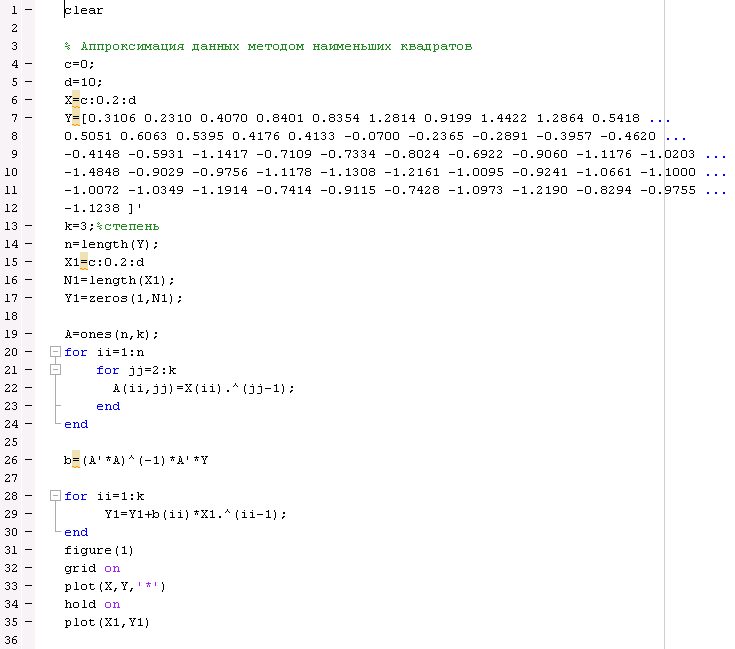 1 clear
2
3 % Аппроксимация данных методом наименьших квадратов
4 c=0;
5 d=10;
6 X=c:0.2:d
7 Y=[0.3106 0.2310 0.4070 0.8401 0.8354 1.2814 0.9199 1.4422 1.2864 0.5418 ...
8 0.5051 0.6063 0.5395 0.4176 0.4133 -0.0700 -0.2365 -0.2891 -0.3957 -0.4620 ...
9 -0.4148 -0.5931 -1.1417 -0.7109 -0.7334 -0.8024 -0.6922 -0.9060 -1.1176 -1.0203 ...
10 -1.4848 -0.9029 -0.9756 -1.1178 -1.1308 -1.2161 -1.0095 -0.9241 -1.0661 -1.1000 ...
11 -1.0072 -1.0349 -1.1914 -0.7414 -0.9115 -0.7428 -1.0973 -1.2190 -0.8294 -0.9755 ...
12 -1.1238 ]'
13 k=3;%степень
14 n=length(Y);
15 X1=c:0.2:d
16 N1=length(X1);
17 Y1=zeros(1,N1);
18
19 A=ones(n,k);
20 for ii=1:n
21 for jj=2:k
22 A(ii,jj)=X(ii).^(jj-1);
23 end
24 end
25
26 b=(A'*A)^(-1)*A'*Y
27
28 for ii=1:k
29 Y1=Y1+b(ii)*X1.^(ii-1);
30 end
31 figure(1)
32 grid on
33 plot(X,Y,'*')
34 hold on
35 plot(X1,Y1)
36